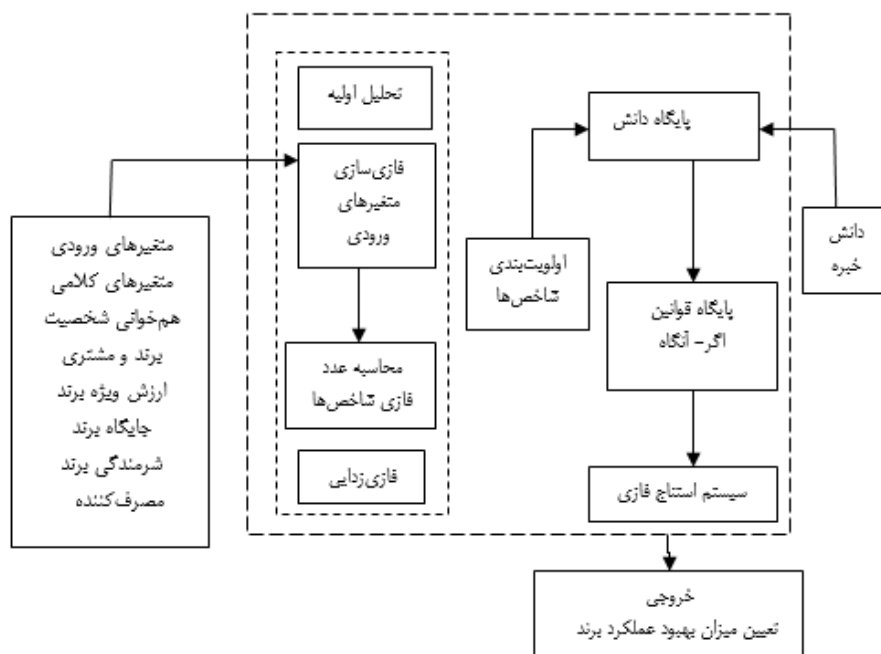 تحلیل اولیه
فازی‌سازی
متغیرهای
ورودی
محاسبه عدد
فازی شاخص‌ها
فازی‌زدایی
پایگاه دانش
اولویت‌بندی
شاخص‌ها
دانش
خبره
پایگاه قوانین
اگر- آنگاه
سیستم استنتاج فازی
متغیرهای ورودی
متغیرهای کلامی
هم‌خوانی شخصیت
برند و مشتری
ارزش ویژه برند
جایگاه برند
شرمندگی برند
مصرف‌کننده
خروجی
تعیین میزان بهبود عملکرد برند